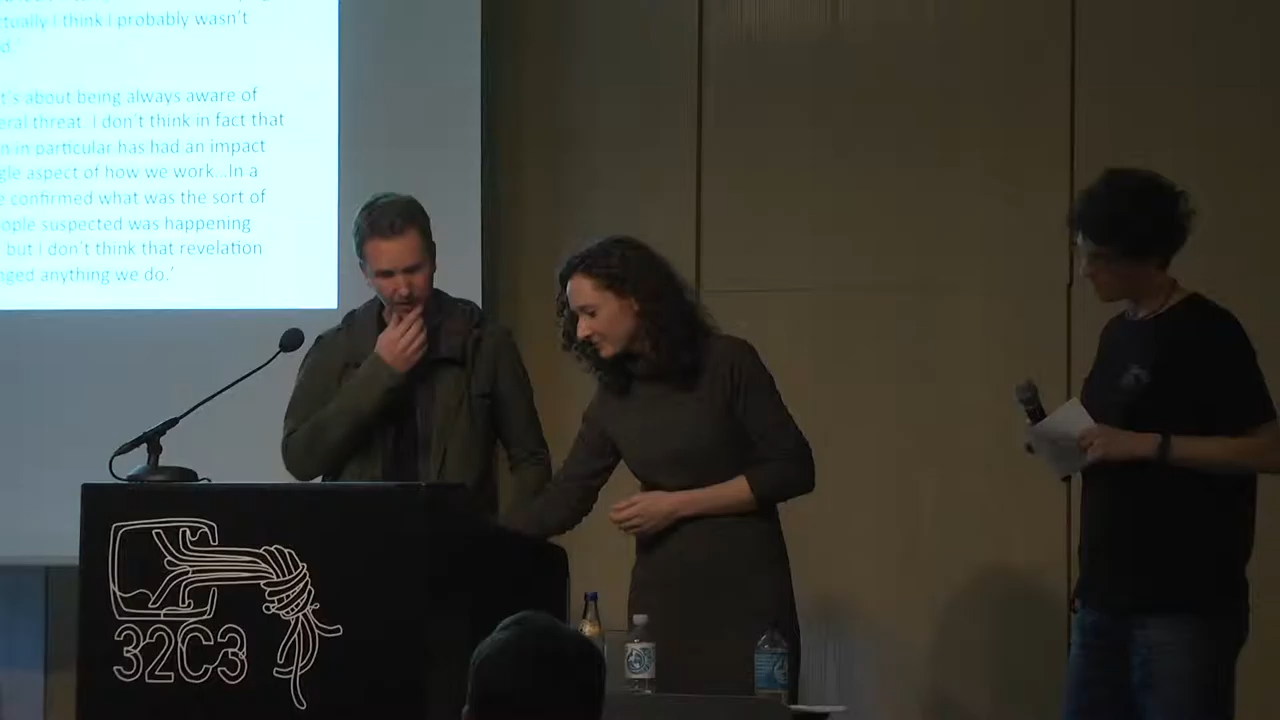 ctually I think I probably wasn't
d.'
t's about being always aware of
eral threat. I don't think in fact that
n in particular has had an impact
gle aspect of how we work...In a
e confirmed what was the sort of
ople suspected was happening
but I don't think that revelation
nged anything we do.'
32C3